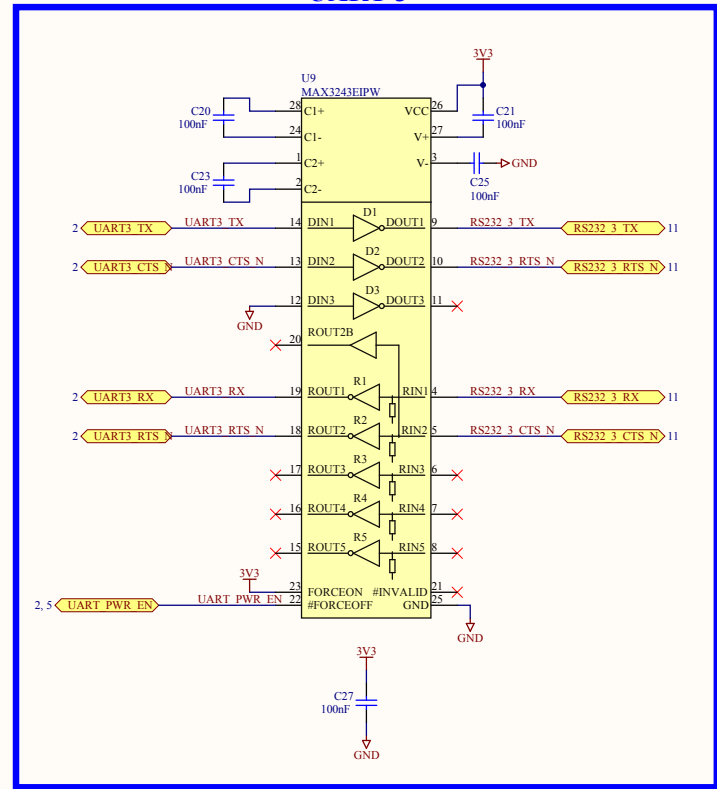 3V3
U9
MAX3243EIPW
C20
100nF
28 C1+ VCC 26
C21
100nF
24 C1- V+ 27
C23
100nF
1 C2+ V- 3
GND
2 C2-
C25
100nF
D1
2 UART3_TX UART3_TX 14 DIN1 DOUT1 9 RS232_3_TX RS232_3_TX 11
D2
2 UART3_CTS_N UART3_CTS_N 13 DIN2 DOUT2 10 RS232_3_RTS_N RS232_3_RTS_N 11
D3
12 DIN3 DOUT3 11
GND
20 ROUT2B
R1
2 UART3_RX UART3_RX 19 ROUT1 RIN1 4 RS232_3_RX RS232_3_RX 11
R2
2 UART3_RTS_N UART3_RTS_N 18 ROUT2 RIN2 5 RS232_3_CTS_N RS232_3_CTS_N 11
R3
17 ROUT3 RIN3 6
R4
16 ROUT4 RIN4 7
R5
15 ROUT5 RIN5 8
3V3
23 FORCEON #INVALID 21
2, 5 UART_PWR_EN UART_PWR_EN 22 #FORCEOFF GND 25
GND
3V3
C27
100nF
GND